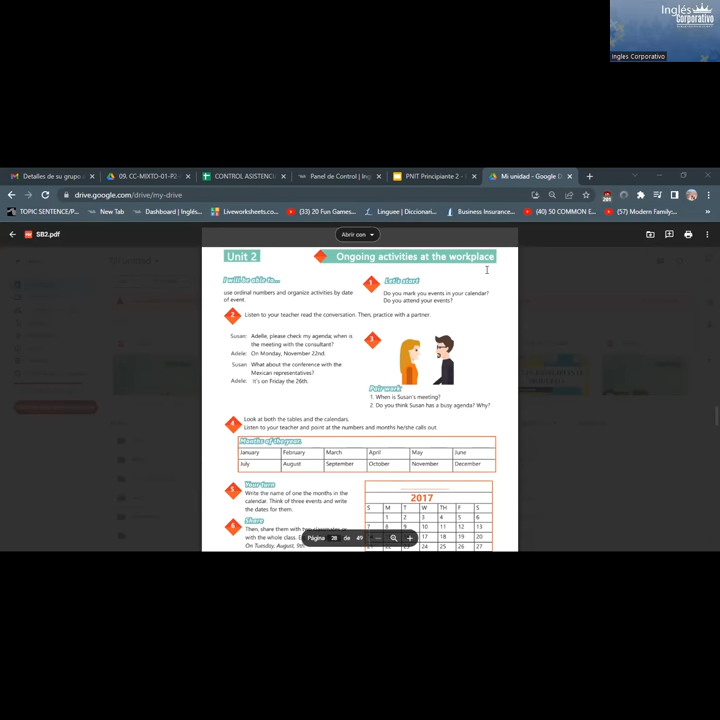 Inglés
Corporativo
Ingles Corporativo
Detalles de su grupo
09. CC-MIXTO-01-P2-
CONTROL ASISTENC
Panel de Control | Ing
PNIT Principiante 2 -
Mi unidad - Google D
drive.google.com/drive/my-drive
201
TOPIC SENTENCE/P...
New Tab
Dashboard | Inglés...
Liveworksheets.co...
(33) 20 Fun Games...
Linguee | Diccionari...
Business Insurance...
(40) 50 COMMON E...
(57) Modern Family:...
SB2.pdf
Abrir con
Unit 2
Ongoing activities at the workplace
I will be able to...
use ordinal numbers and organize activities by date
of event.
1
Let's start
Do you mark you events in your calendar?
Do you attend your events?
2
Listen to your teacher read the conversation. Then, practice with a partner.
Susan: Adelle, please check my agenda; when is
the meeting with the consultant?
Adele: On Monday, November 22nd.
Susan What about the conference with the
Mexican representatives?
Adele: It's on Friday the 26th.
3
Pair work
1. When is Susan's meeting?
2. Do you think Susan has a busy agenda? Why?
4
Look at both the tables and the calendars.
Listen to your teacher and point at the numbers and months he/she calls out.
Months of the year.
January February March April May June
July August September October November December
5
Your turn
Write the name of one the months in the
calendar. Think of three events and write
the dates for them.
6
Share
Then, share them with two classmates or
with the whole class.
On Tuesday, August, 9th.
2017
S M T W TH F S
1 2 3 4 5 6
7 8 9 10 11 12 13
17 18 19 20
24 25 26 27
Página 28 de 49